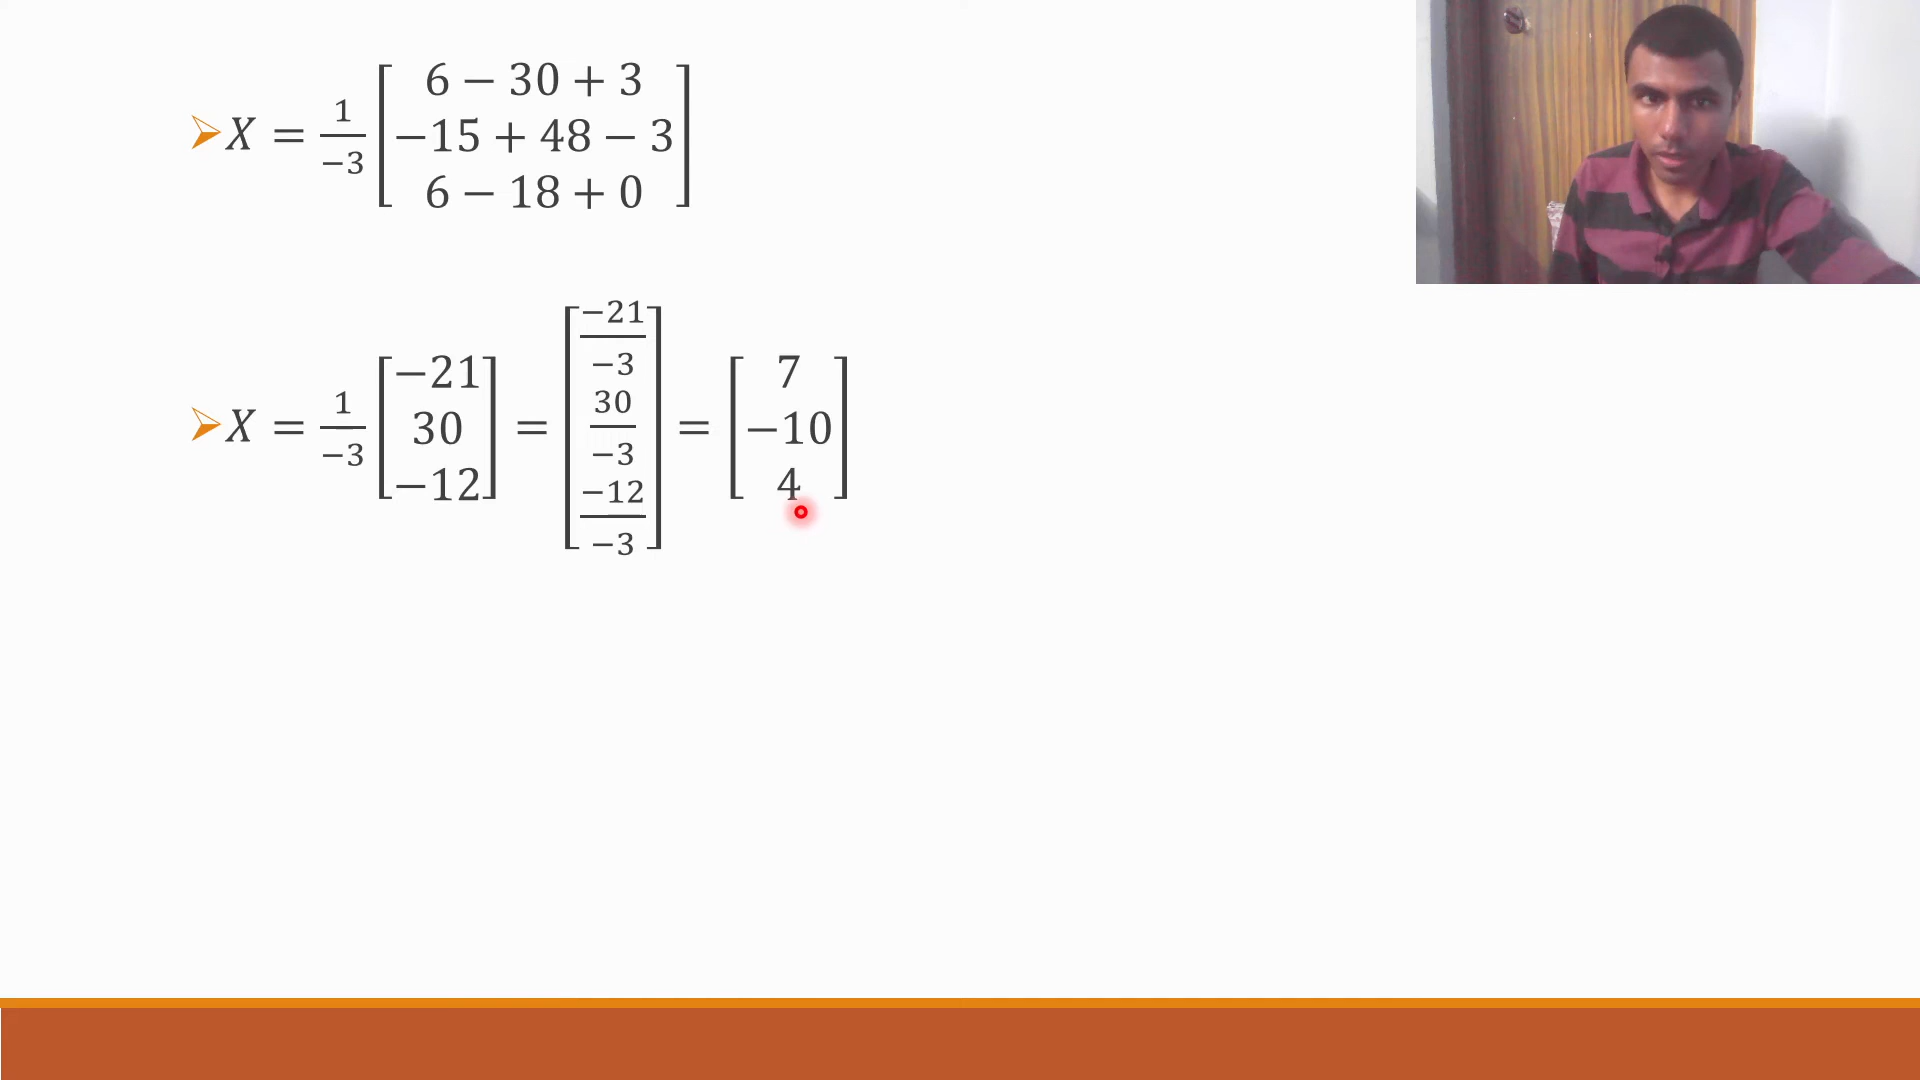 ➢X = 1/−3 [6 − 30 + 3
−15 + 48 − 3
6 − 18 + 0]
➢X = 1/−3 [−21
30
−12] = [−21/−3
30/−3
−12/−3] = [7
−10
4]